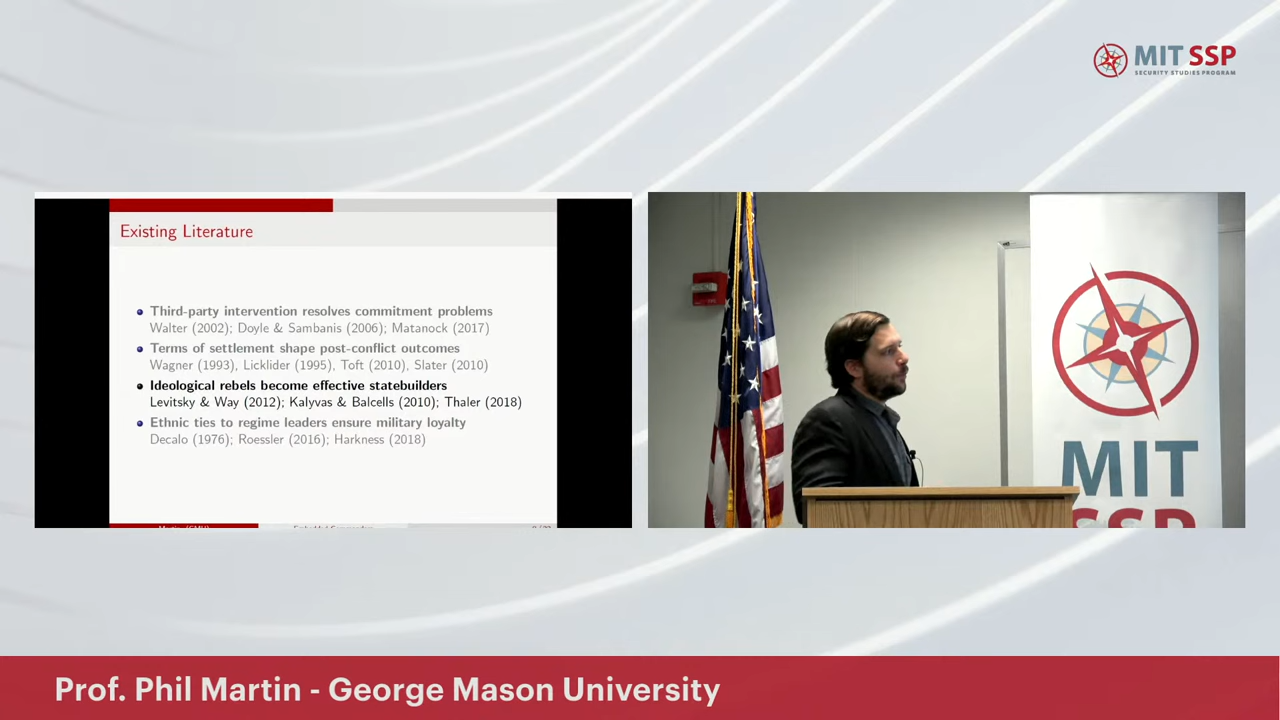 MIT SSP
SECURITY STUDIES PROGRAM
Existing Literature
Third-party intervention resolves commitment problems
Walter (2002); Doyle & Sambanis (2006); Matanock (2017)
Terms of settlement shape post-conflict outcomes
Wagner (1993), Licklider (1995), Toft (2010), Slater (2010)
Ideological rebels become effective statebuilders
Levitsky & Way (2012); Kalyvas & Balcells (2010); Thaler (2018)
Ethnic ties to regime leaders ensure military loyalty
Decalo (1976); Roessler (2016); Harkness (2018)
MIT
SSP
Prof. Phil Martin - George Mason University